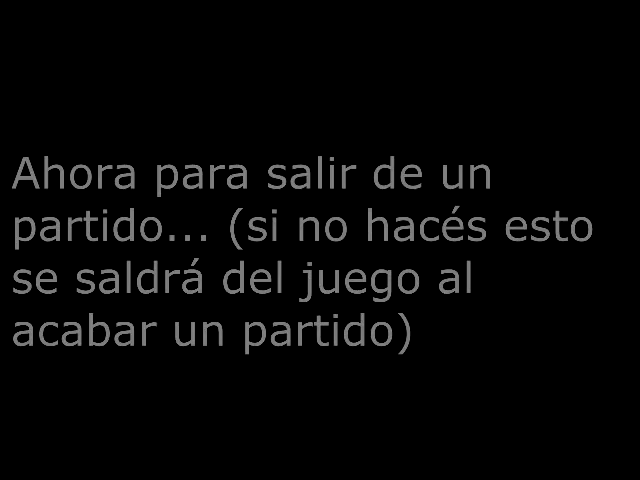 Ahora para salir de un
partido... (si no hacés esto
se saldrá del juego al
acabar un partido)